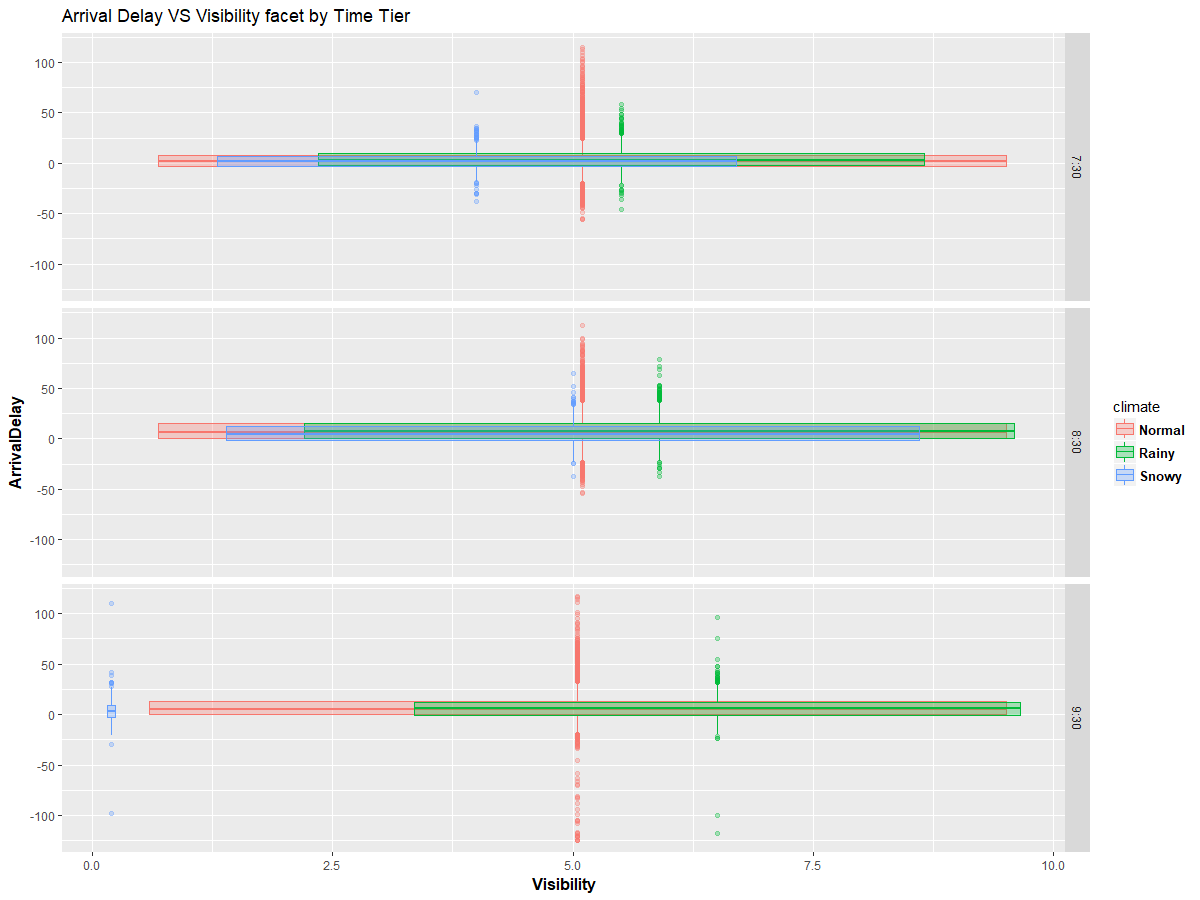 Arrival Delay VS Visibility facet by Time Tier
100
50
0
-50
-100
7:30
100
50
0
-50
-100
8:30
100
50
0
-50
-100
9:30
ArrivalDelay
0.0 2.5 5.0 7.5 10.0
Visibility
climate
Normal
Rainy
Snowy